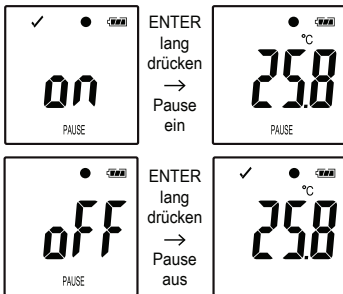 on
PAUSE
ENTER
lang
drücken
→
Pause
ein
°C
25.8
PAUSE
oFF
PAUSE
ENTER
lang
drücken
→
Pause
aus
°C
25.8